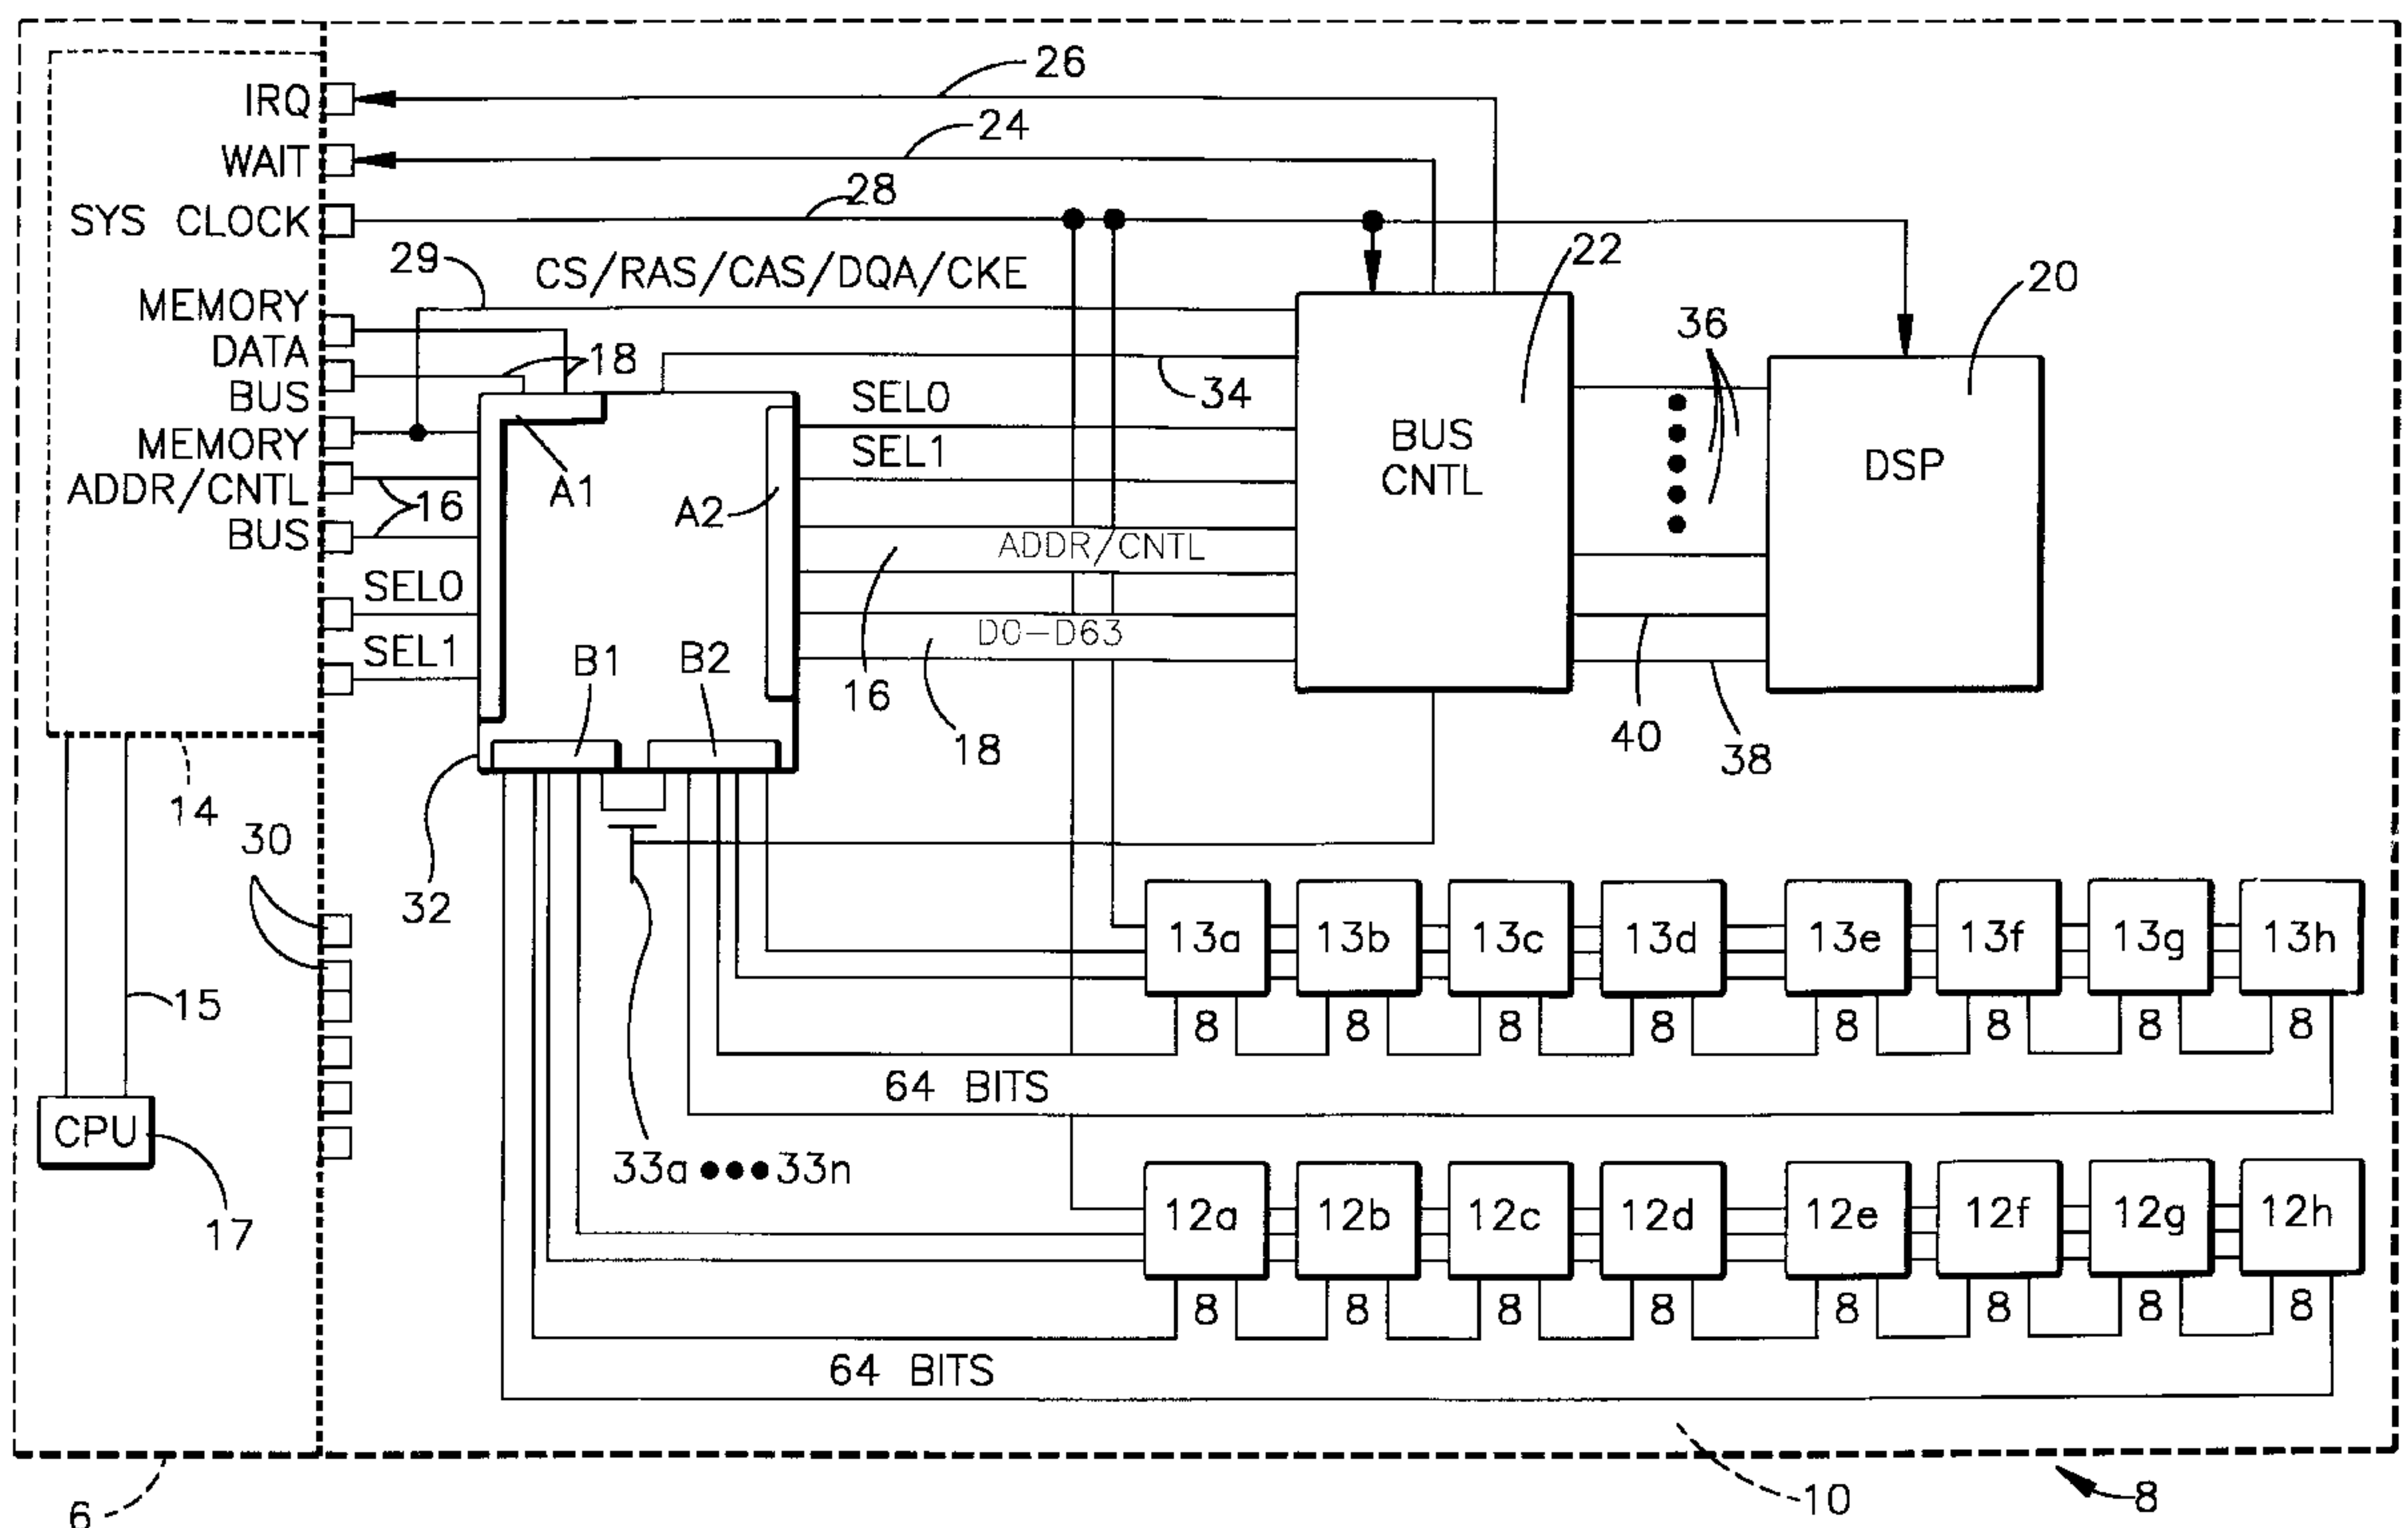 26
IRQ
24
WAIT
28
SYS CLOCK
29
CS/RAS/CAS/DQA/CKE
22
20
MEMORY
DATA
BUS
18
34
36
SEL0
SEL1
BUS
CNTL
DSP
MEMORY
ADDR/CNTL
BUS
16
A1
A2
ADDR/CNTL
SEL0
SEL1
D0-D63
B1
B2
16
18
40
38
14
30
32
15
13a
13b
13c
13d
13e
13f
13g
13h
8
8
8
8
8
8
8
8
64 BITS
CPU
17
33a ●●● 33n
12a
12b
12c
12d
12e
12f
12g
12h
8
8
8
8
8
8
8
8
64 BITS
6
10
8